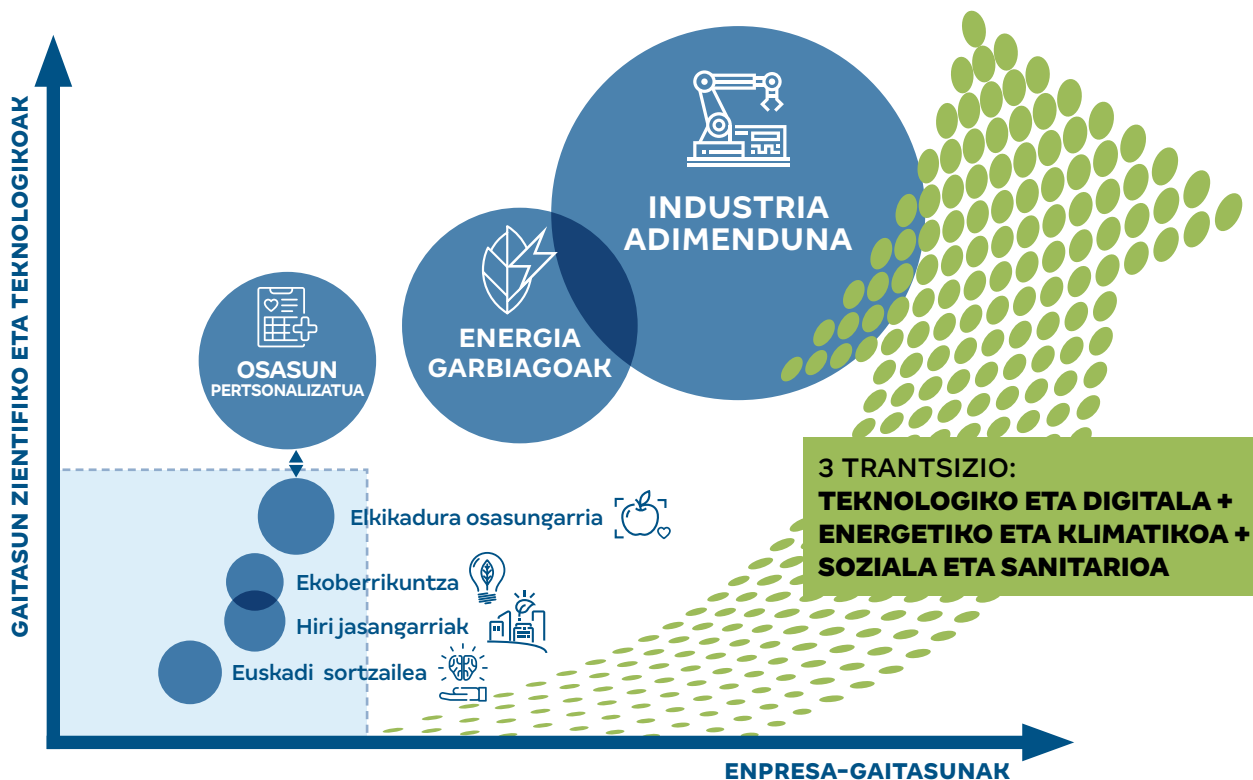 GAITASUN ZIENTIFIKO ETA TEKNOLOGIKOAK
INDUSTRIA
ADIMENDUNA
ENERGIA
GARBIAGOAK
OSASUN
PERTSONALIZATUA
Elkikadura osasungarria
Ekoberrikuntza
Hiri jasangarriak
Euskadi sortzailea
3 TRANTSIZIO:
TEKNOLOGIKO ETA DIGITALA +
ENERGETIKO ETA KLIMATIKOA +
SOZIALA ETA SANITARIOA
ENPRESA-GAITASUNAK